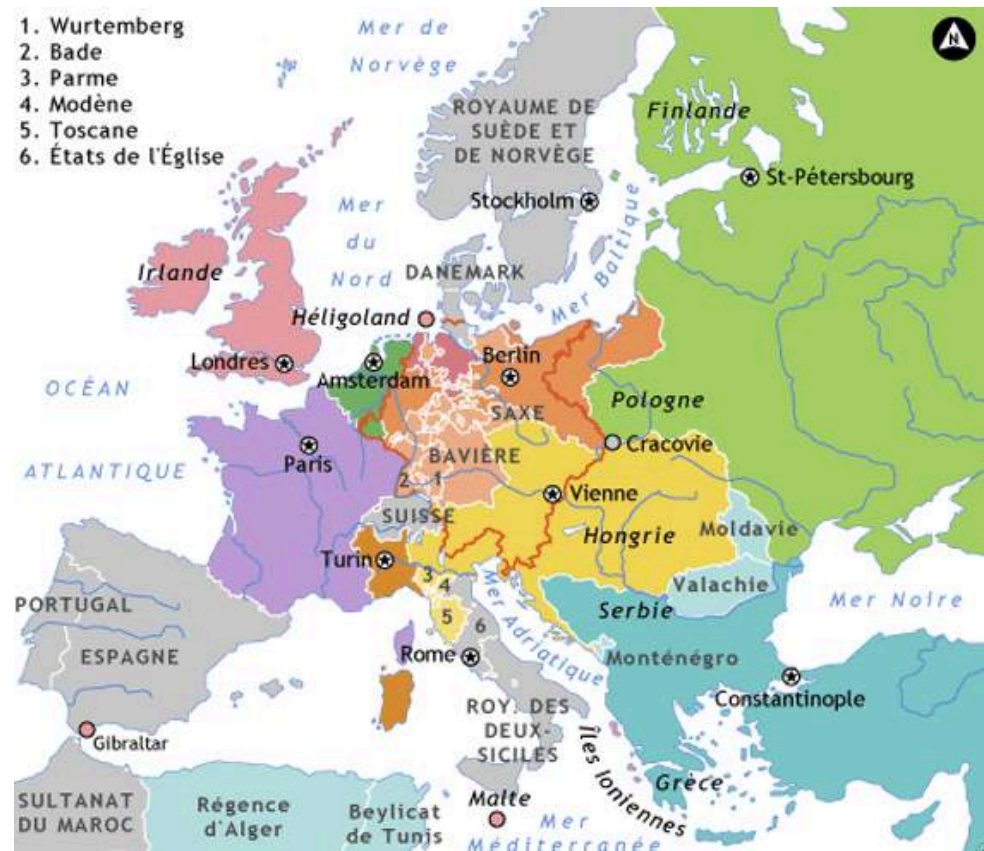 1. Wurtemberg
2. Bade
3. Parme
4. Modène
5. Toscane
6. États de l'Église
Mer de
Norvège
N
ROYAUME DE
SUÈDE ET
DE NORVÈGE
Finlande
St-Pétersbourg
Stockholm
Mer
du
Nord
Mer Baltique
Irlande
DANEMARK
Héligoland
Londres
Amsterdam
Berlin
OCÉAN
ATLANTIQUE
SAXE
Pologne
Paris
BAVIÈRE
Cracovie
2
1
Vienne
SUISSE
Hongrie
Moldavie
Turin
3
4
5
6
Valachie
Mer Noire
PORTUGAL
ESPAGNE
Mer Adriatique
Serbie
Rome
Monténégro
Constantinople
ROY. DES
DEUX-
SICILES
Îles Ioniennes
Grèce
Gibraltar
SULTANAT
DU MAROC
Régence
d'Alger
Beylicat
de Tunis
Malte
Mer
Méditerranée